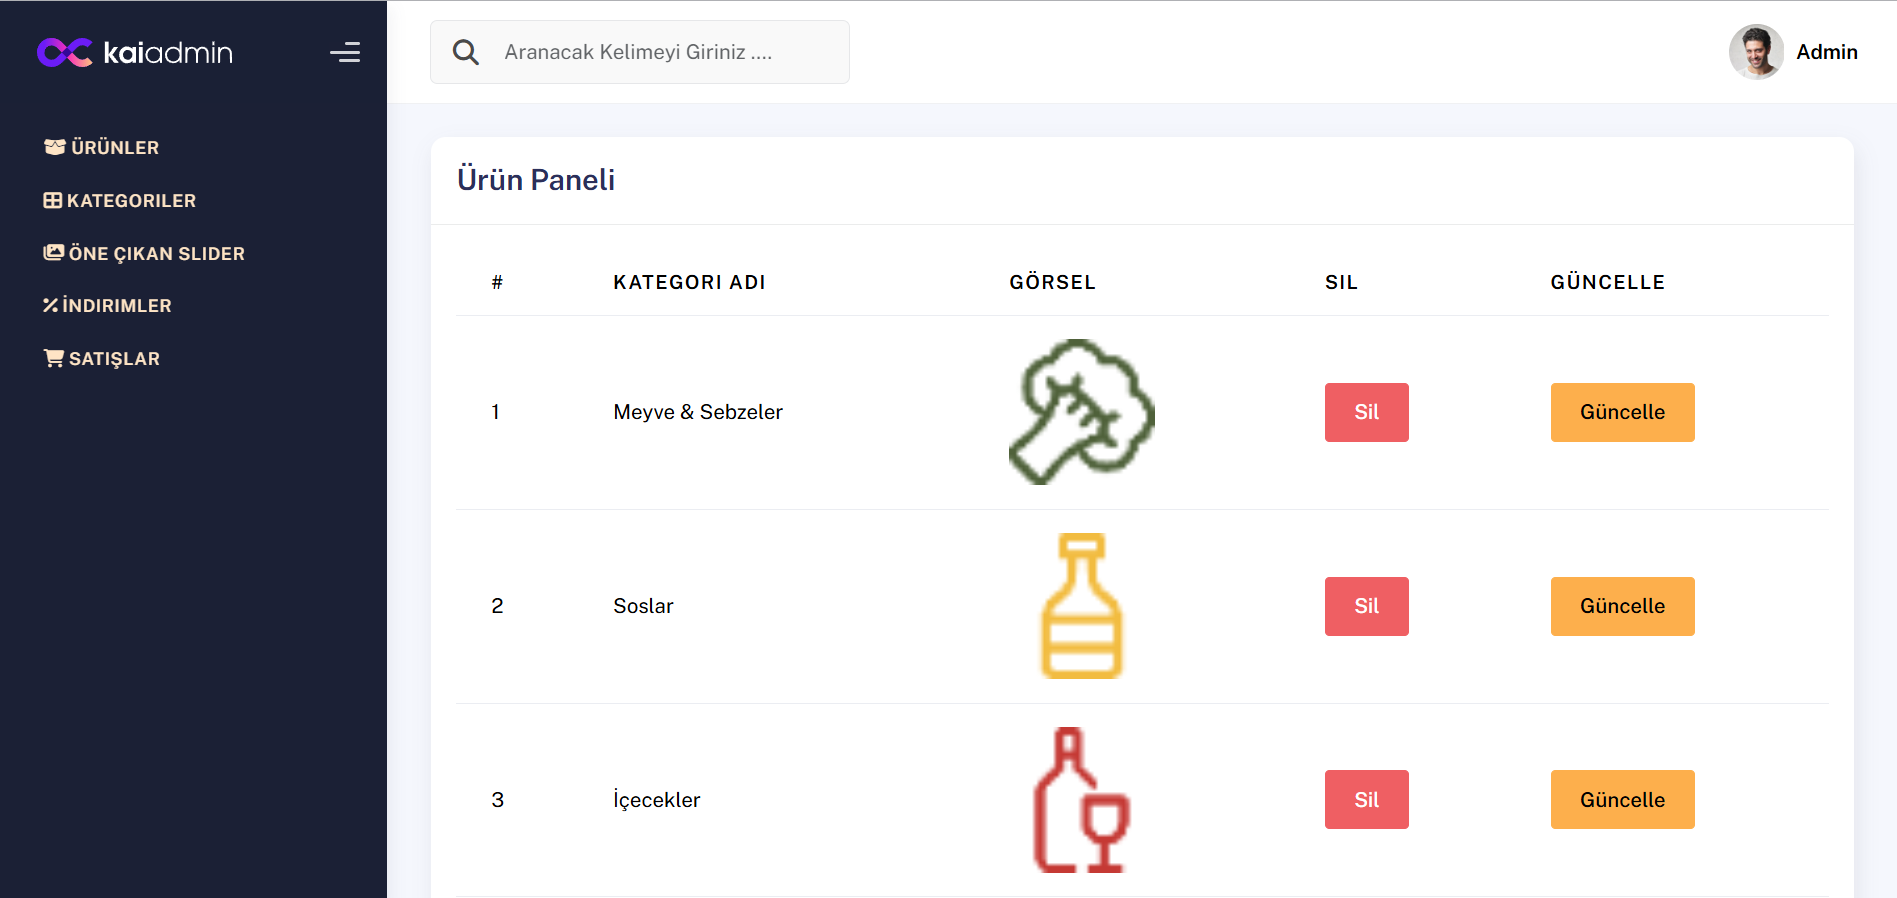 kaiadmin
Aranacak Kelimeyi Giriniz ....
Admin
ÜRÜNLER
KATEGORILER
ÖNE ÇIKAN SLIDER
İNDIRIMLER
SATIŞLAR
Ürün Paneli
# KATEGORI ADI GÖRSEL SIL GÜNCELLE
1 Meyve & Sebzeler Sil Güncelle
2 Soslar Sil Güncelle
3 İçecekler Sil Güncelle